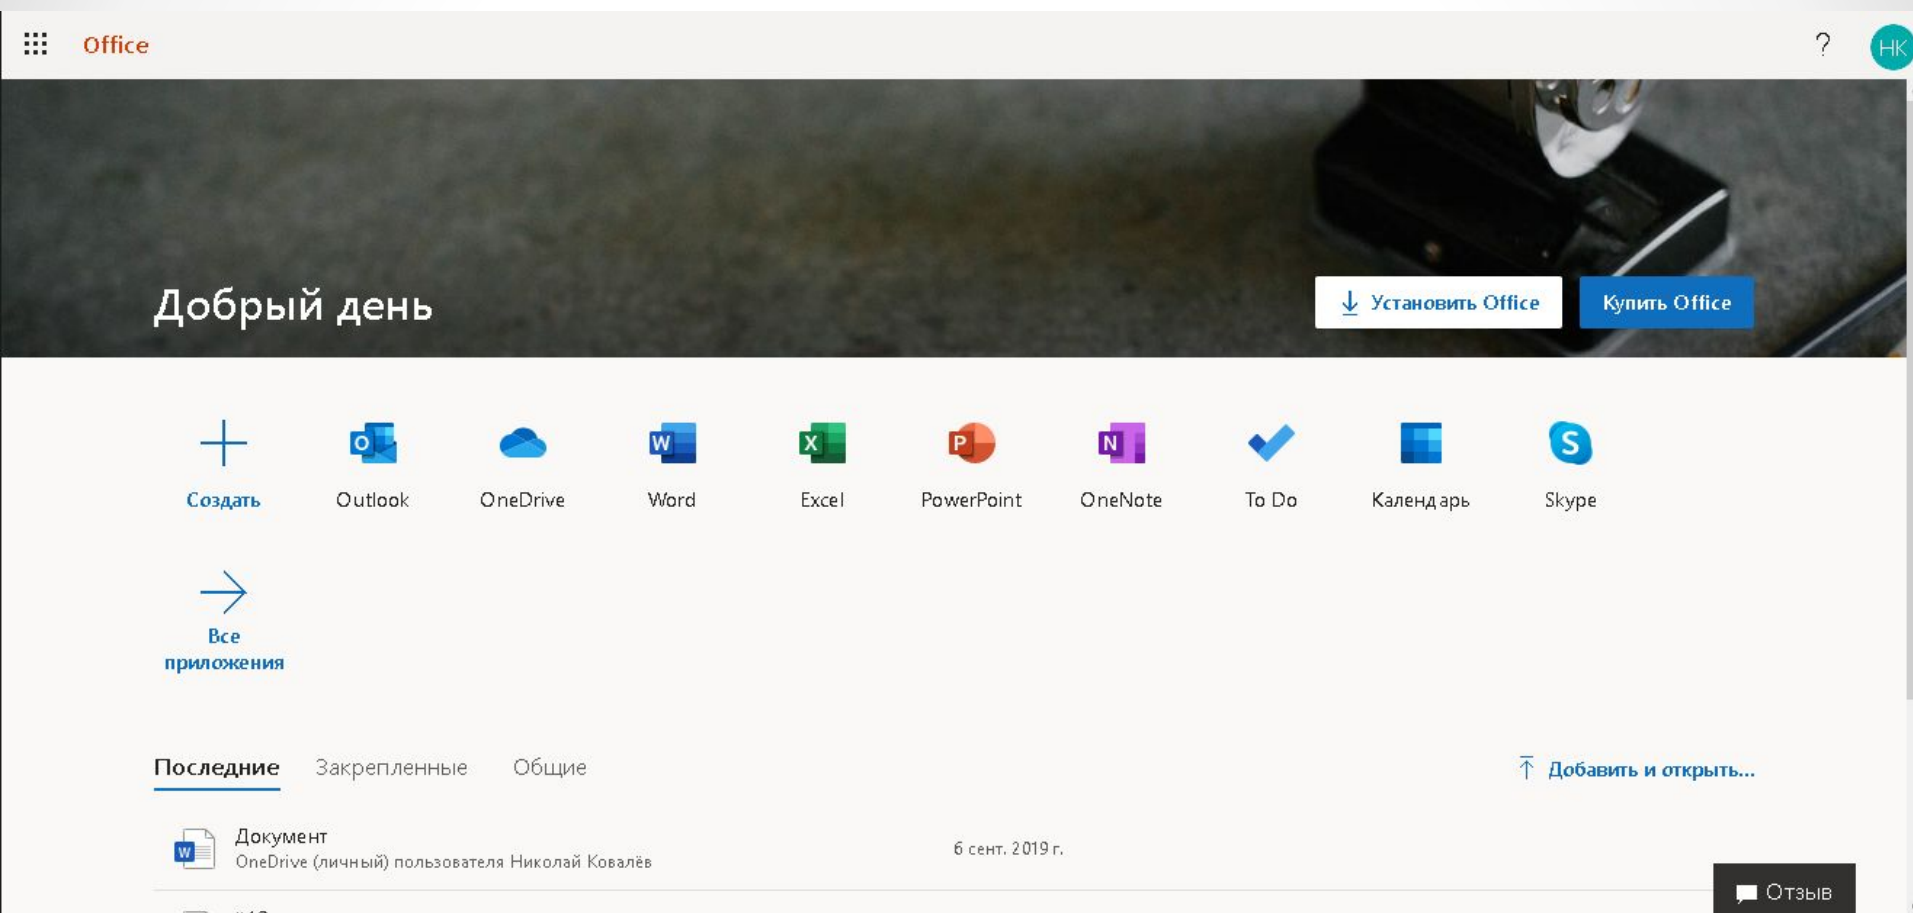 Office
?
НК
Добрый день
Установить Office
Купить Office
Создать
Outlook
OneDrive
Word
Excel
PowerPoint
OneNote
To Do
Календарь
Skype
Все
приложения
Последние Закрепленные Общие
Добавить и открыть...
Документ
OneDrive (личный) пользователя Николай Ковалёв
6 сент. 2019 г.
Отзыв